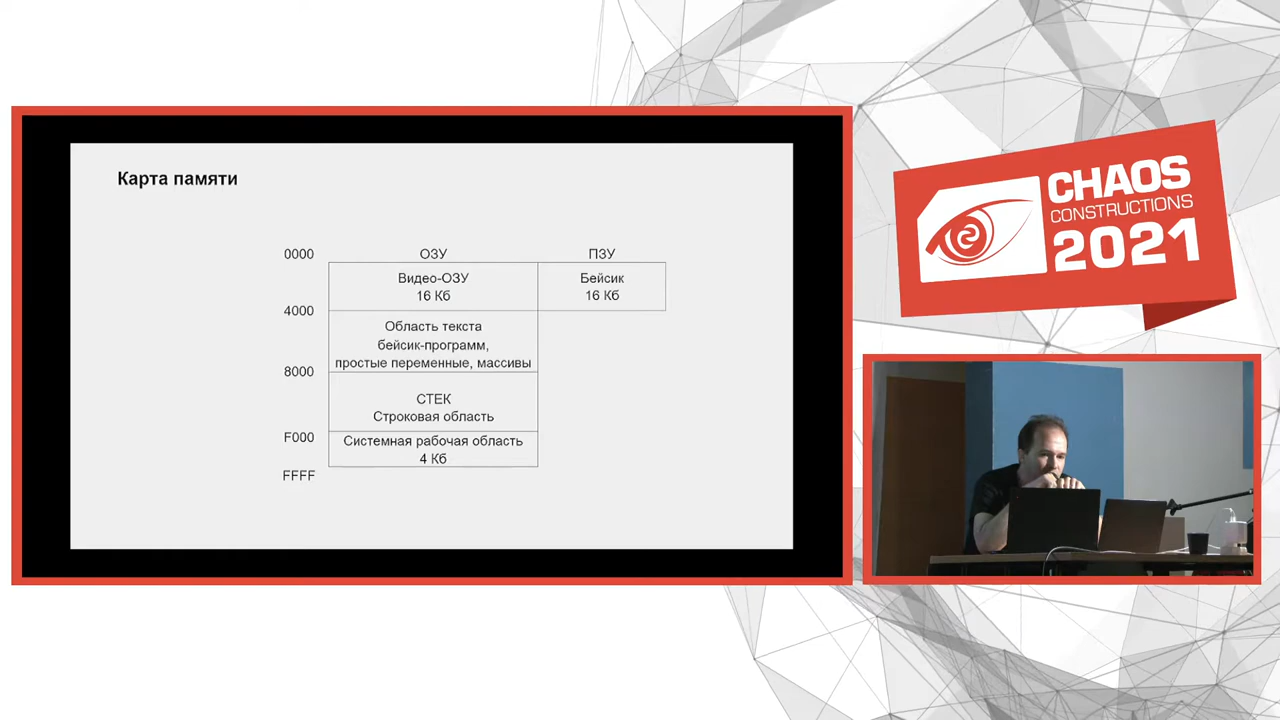 Карта памяти
0000
ОЗУ
ПЗУ
Видео-ОЗУ
16 Кб
Бейсик
16 Кб
4000
Область текста
бейсик-программ,
простые переменные, массивы
8000
СТЕК
Строковая область
F000
Системная рабочая область
4 Кб
FFFF
CHAOS
CONSTRUCTIONS
2021